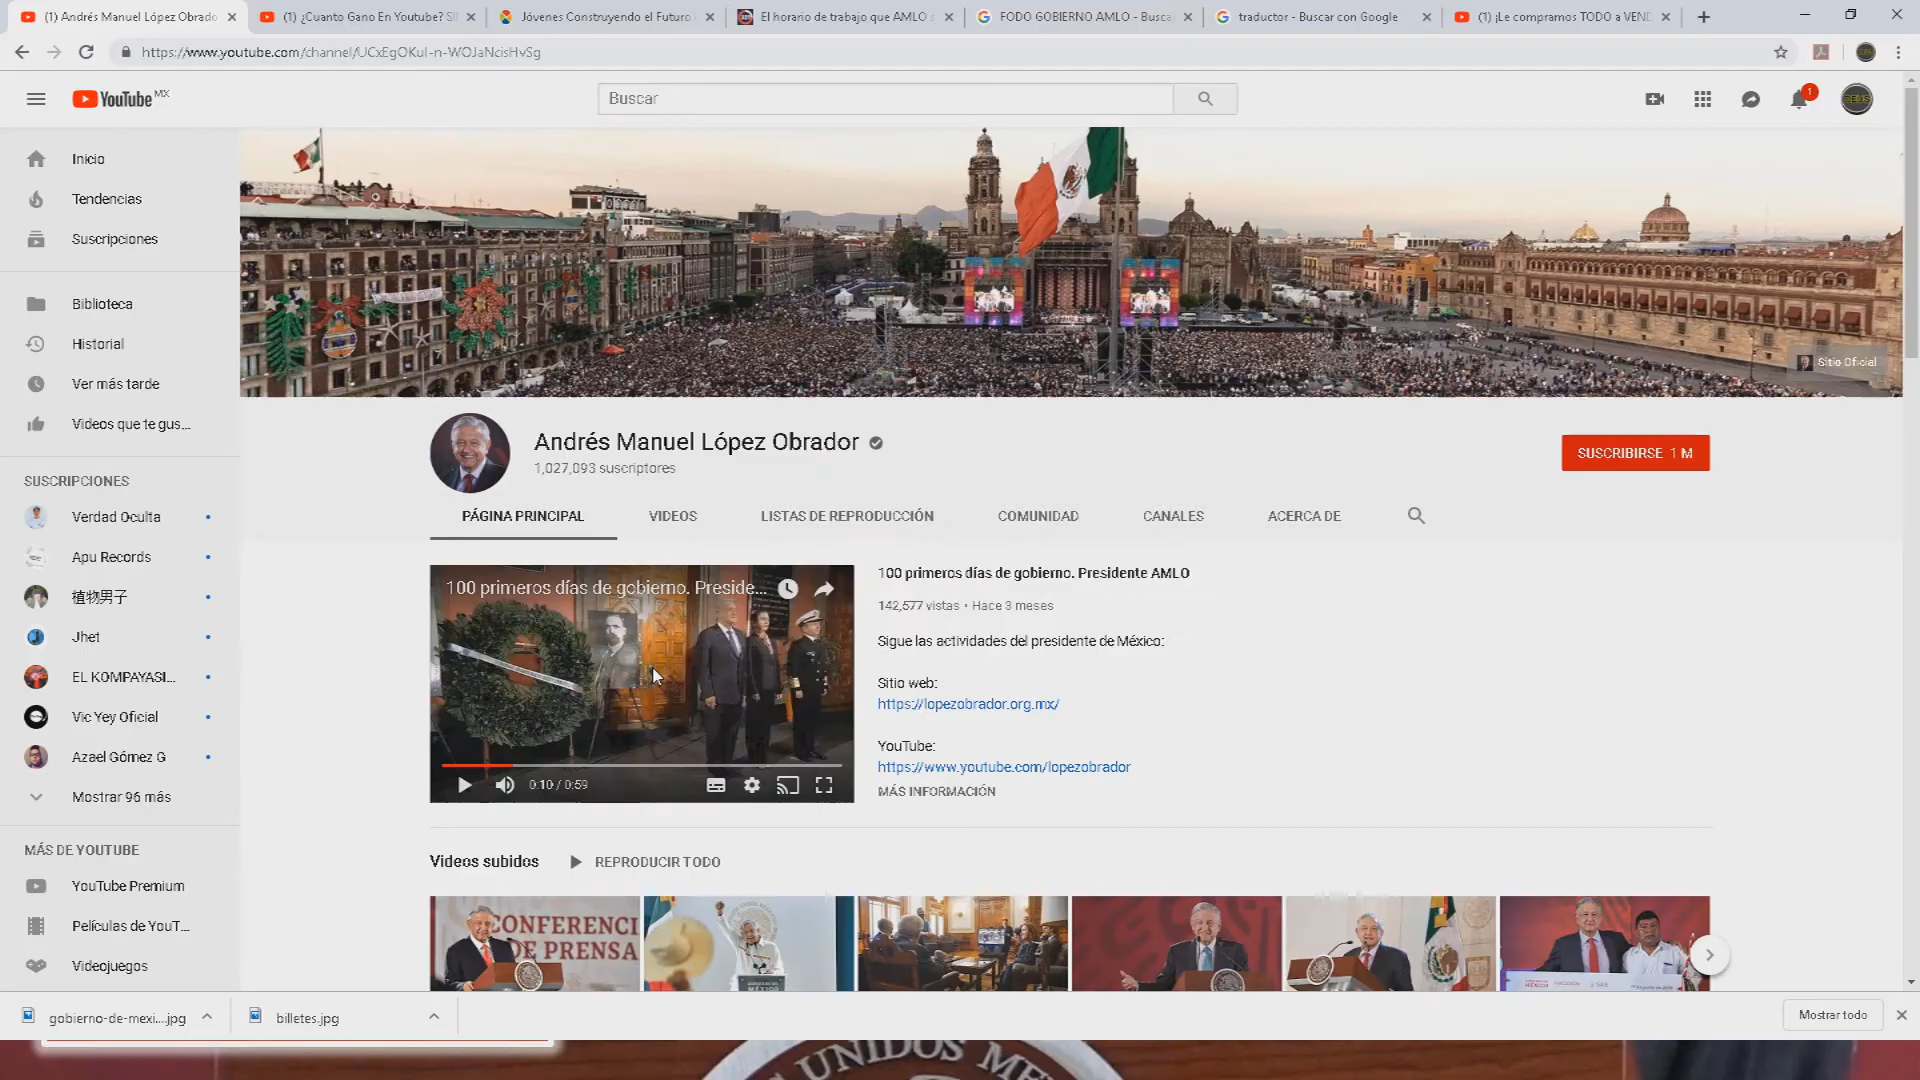 (1) Andrés Manuel López Obrado
(1) ¿Cuanto Gano En Youtube?
Jóvenes Construyendo el Futuro
El horario de trabajo que AMLO
FODO GOBIERNO AMLO - Busca
traductor - Buscar con Google
(1) ¡Le compramos TODO a VEND
https://www.youtube.com/channel/UCxEgOKuI-n-WOJaNcisHvSg
YouTube MX
Buscar
1
Inicio
Tendencias
Suscripciones
Biblioteca
Historial
Ver más tarde
Videos que te gus...
SUSCRIPCIONES
Verdad Oculta
Apu Records
植物男子
Jhet
EL KOMPAYASI...
Vic Yey Oficial
Azael Gómez G
Mostrar 96 más
MÁS DE YOUTUBE
YouTube Premium
Películas de YouT...
Videojuegos
Sitio Oficial
Andrés Manuel López Obrador
1,027,093 suscriptores
SUSCRIBIRSE 1 M
PÁGINA PRINCIPAL
VIDEOS
LISTAS DE REPRODUCCIÓN
COMUNIDAD
CANALES
ACERCA DE
100 primeros días de gobierno. Preside...
0:10 / 0:59
100 primeros días de gobierno. Presidente AMLO
142,577 vistas • Hace 3 meses
Sigue las actividades del presidente de México:
Sitio web:
https://lopezobrador.org.mx/
YouTube:
https://www.youtube.com/lopezobrador
MÁS INFORMACIÓN
Videos subidos
REPRODUCIR TODO
CONFERENCI
DE PRENSA
gobierno-de-mexi....jpg
billetes.jpg
Mostrar todo
UNIDOS ME